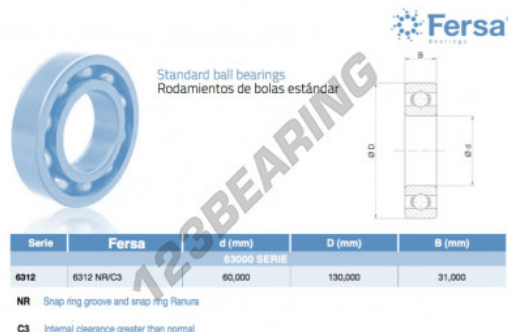 Fersa
Bearings
Standard ball bearings
Rodamientos de bolas estándar
B
Ø D
Ø d
Serie Fersa d (mm) D (mm) B (mm)
63000 SERIE
6312 6312 NR/C3 60,000 130,000 31,000
NR Snap ring groove and snap ring Ranura
C3 Internal clearance greater than normal
123BEARING